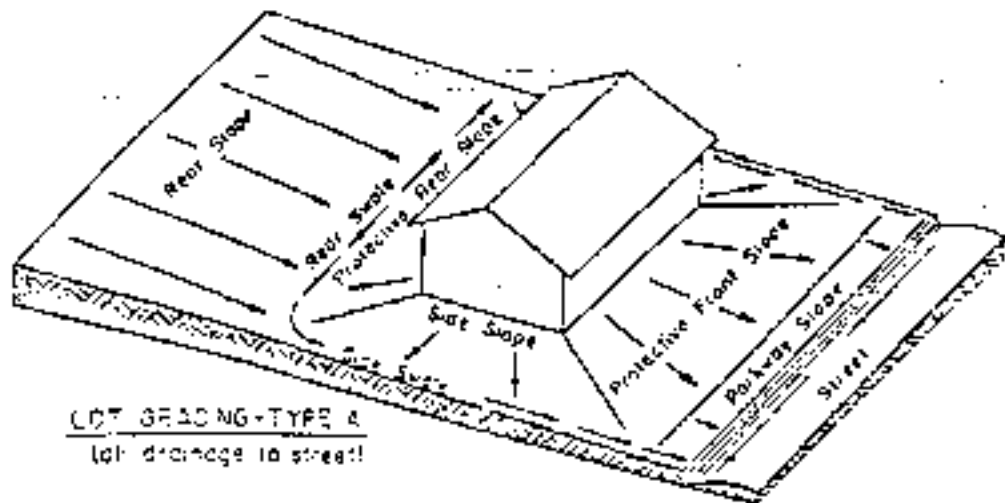 Rear Slope
Rear Swale
Protective Rear Slope
Side Slope
Side Swale
Protective Front Slope
Parkway Slope
Street
LOT GRADING-TYPE A
(all drainage to street)